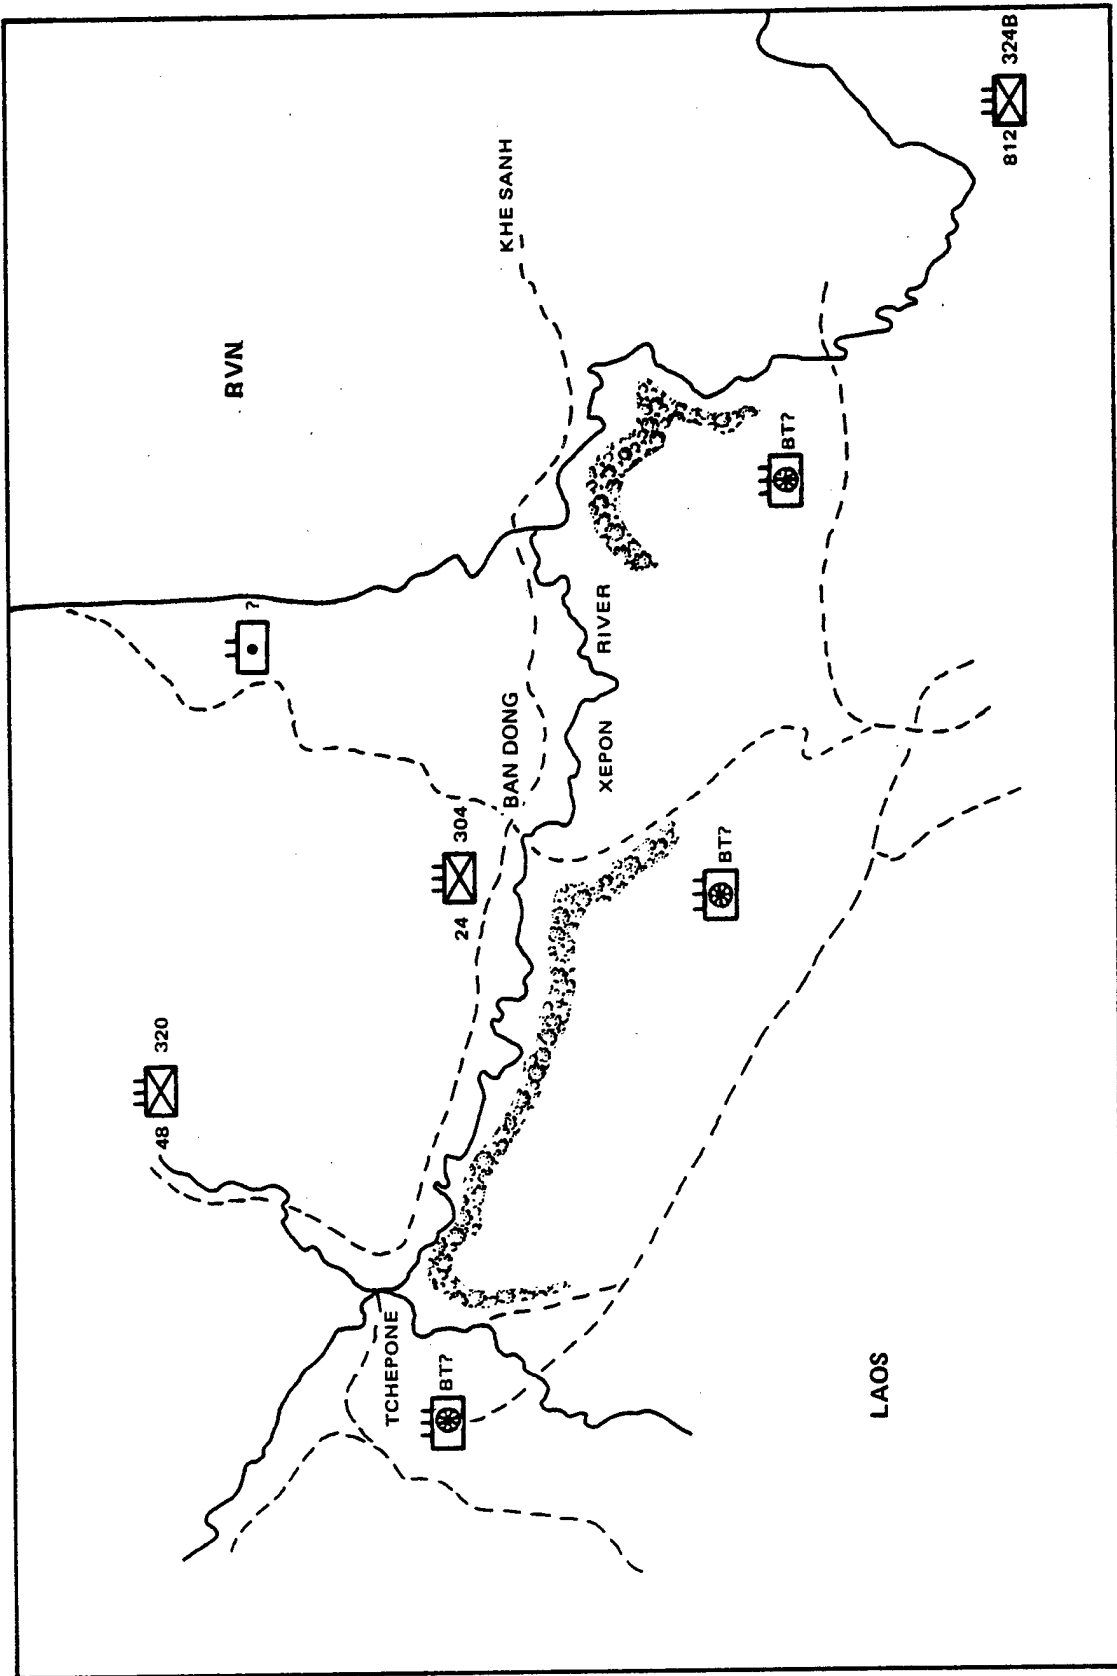 RVN
KHE SANH
?
48 320
24 304
BAN DONG
XEPON RIVER
TCHEPONE
BT?
BT?
BT?
812 324B
LAOS